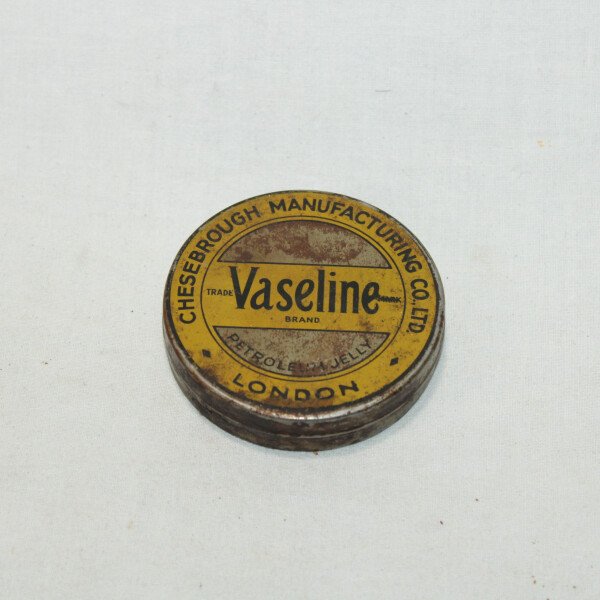 CHESEBROUGH MANUFACTURING CO. LTD.
TRADE Vaseline MARK
BRAND
PETROLEUM JELLY
LONDON